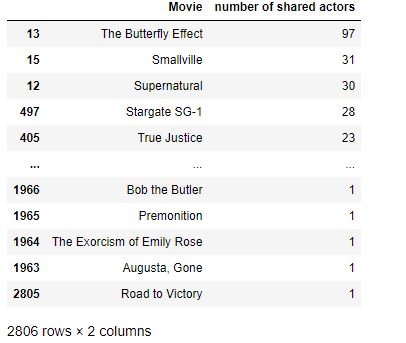 Movie number of shared actors
13 The Butterfly Effect 97
15 Smallville 31
12 Supernatural 30
497 Stargate SG-1 28
405 True Justice 23
... ... ...
1966 Bob the Butler 1
1965 Premonition 1
1964 The Exorcism of Emily Rose 1
1963 Augusta, Gone 1
2805 Road to Victory 1
2806 rows × 2 columns